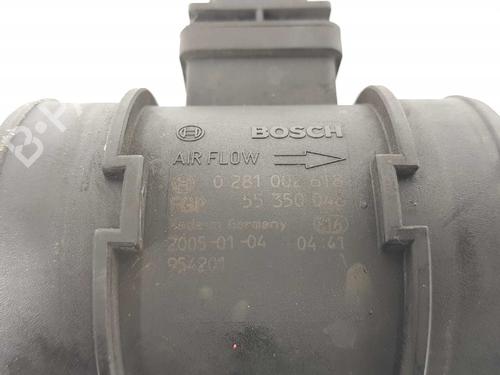 B-P
BOSCH
AIR FLOW
0 281 002 618
55 350 048
Made in Germany 816
2005-01-04 04:41
954201